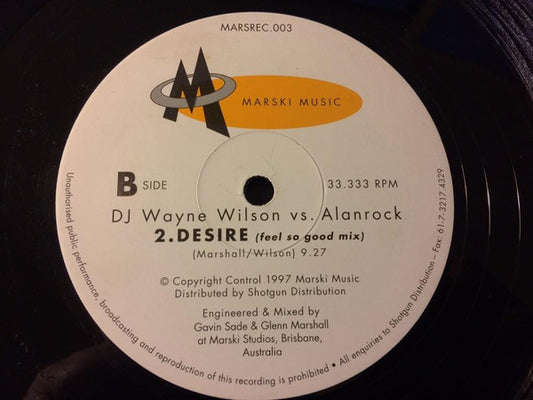 MARSREC.003
M MARSKI MUSIC
B SIDE
33.333 RPM
DJ Wayne Wilson vs. Alanrock
2.DESIRE (feel so good mix)
(Marshall/Wilson) 9.27
© Copyright Control 1997 Marski Music
Distributed by Shotgun Distribution
Engineered & Mixed by
Gavin Sade & Glenn Marshall
at Marski Studios, Brisbane,
Australia
Unauthorised public performance, broadcasting and reproduction of this recording is prohibited • All enquiries to Shotgun Distribution – Fax: 61-7-3217-4329